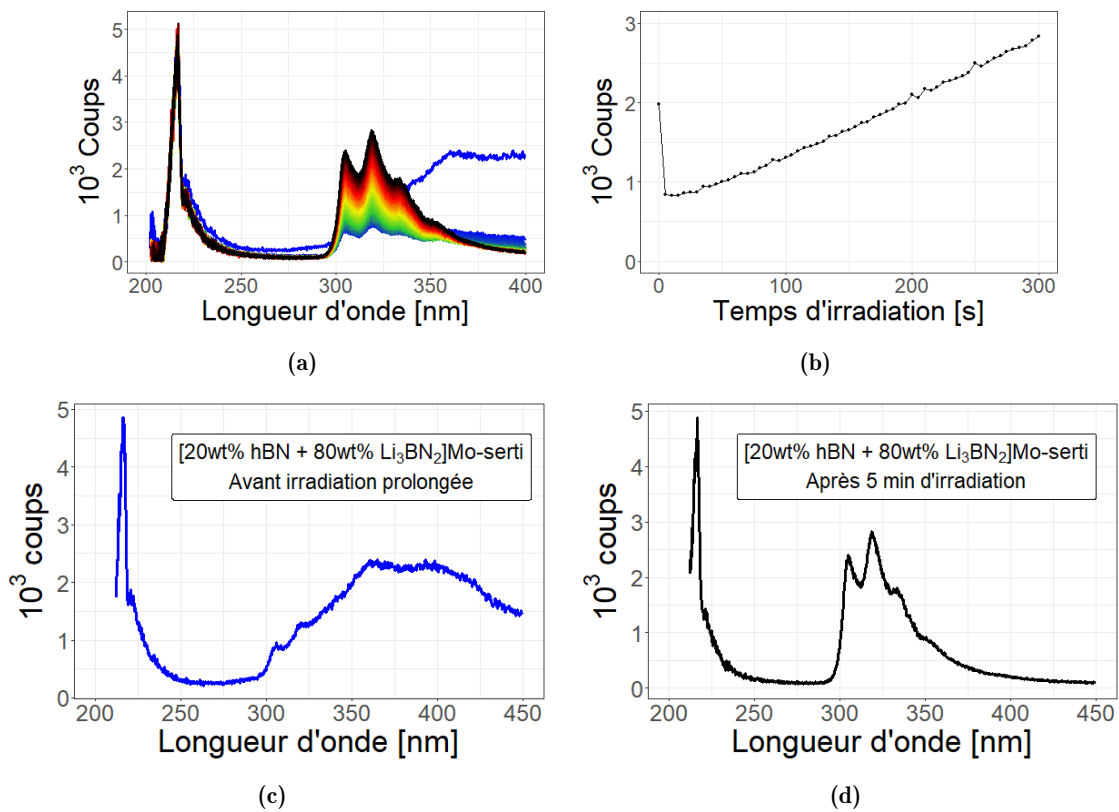 5
4
3
2
1
0
10³ Coups
200 250 300 350 400
Longueur d'onde [nm]
(a)
3
2
1
0
10³ Coups
0 100 200 300
Temps d'irradiation [s]
(b)
5
4
3
2
1
0
10³ coups
[20wt% hBN + 80wt% Li₃BN₂]Mo-serti
Avant irradiation prolongée
200 250 300 350 400 450
Longueur d'onde [nm]
(c)
5
4
3
2
1
0
10³ coups
[20wt% hBN + 80wt% Li₃BN₂]Mo-serti
Après 5 min d'irradiation
200 250 300 350 400 450
Longueur d'onde [nm]
(d)